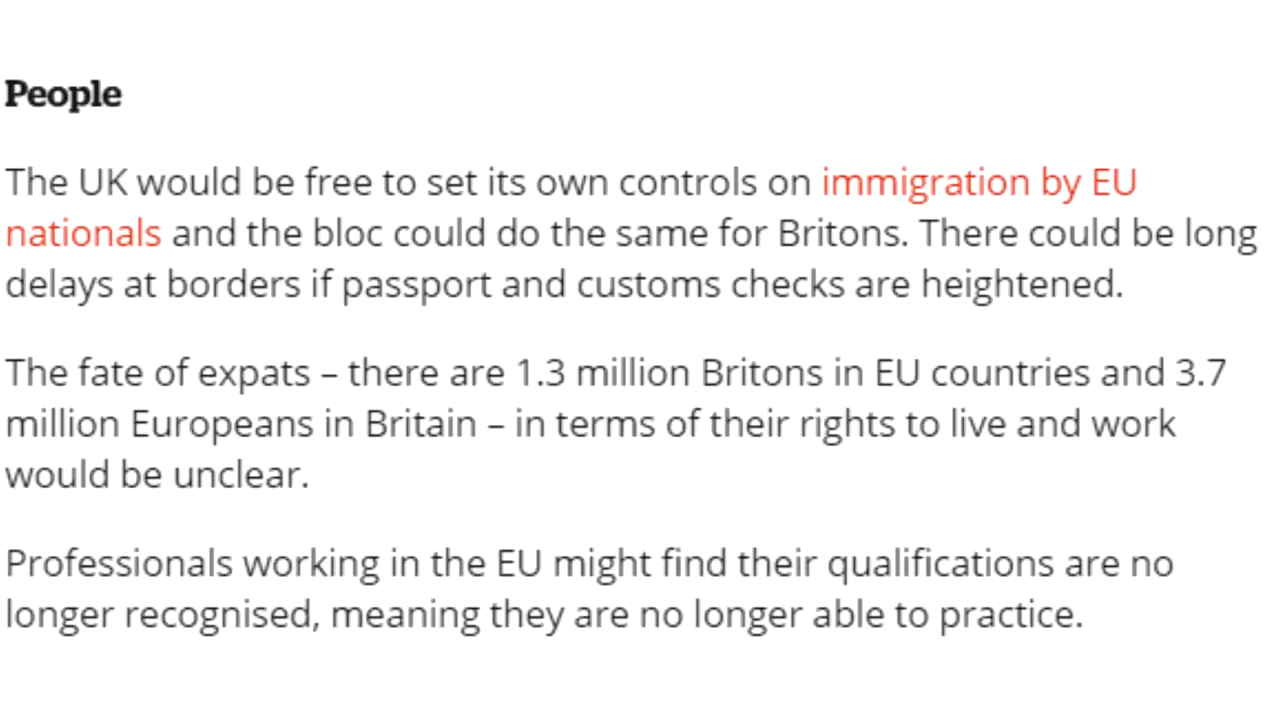 People
The UK would be free to set its own controls on immigration by EU
nationals and the bloc could do the same for Britons. There could be long
delays at borders if passport and customs checks are heightened.
The fate of expats – there are 1.3 million Britons in EU countries and 3.7
million Europeans in Britain – in terms of their rights to live and work
would be unclear.
Professionals working in the EU might find their qualifications are no
longer recognised, meaning they are no longer able to practice.